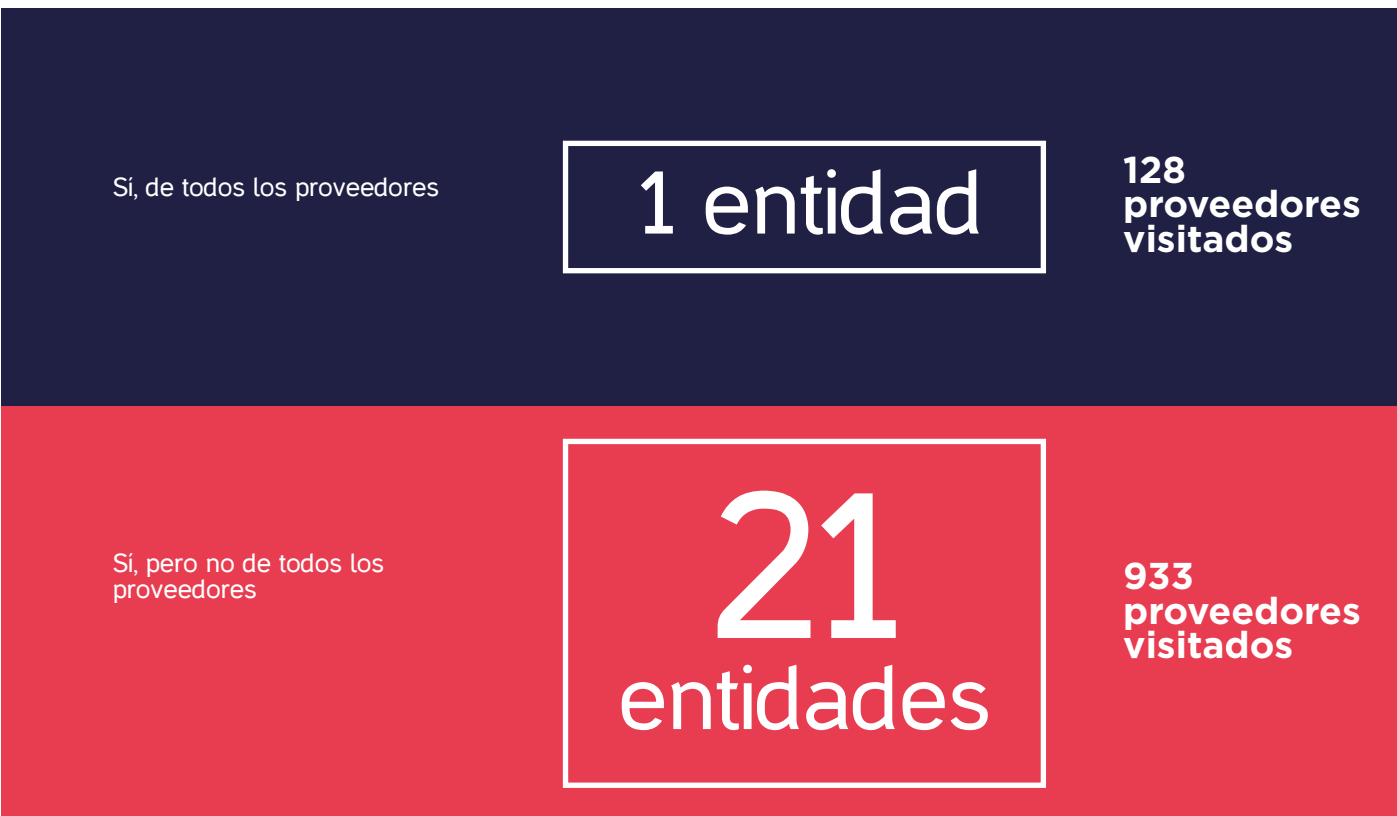 Sí, de todos los proveedores
1 entidad
128
proveedores
visitados
Sí, pero no de todos los
proveedores
21
entidades
933
proveedores
visitados